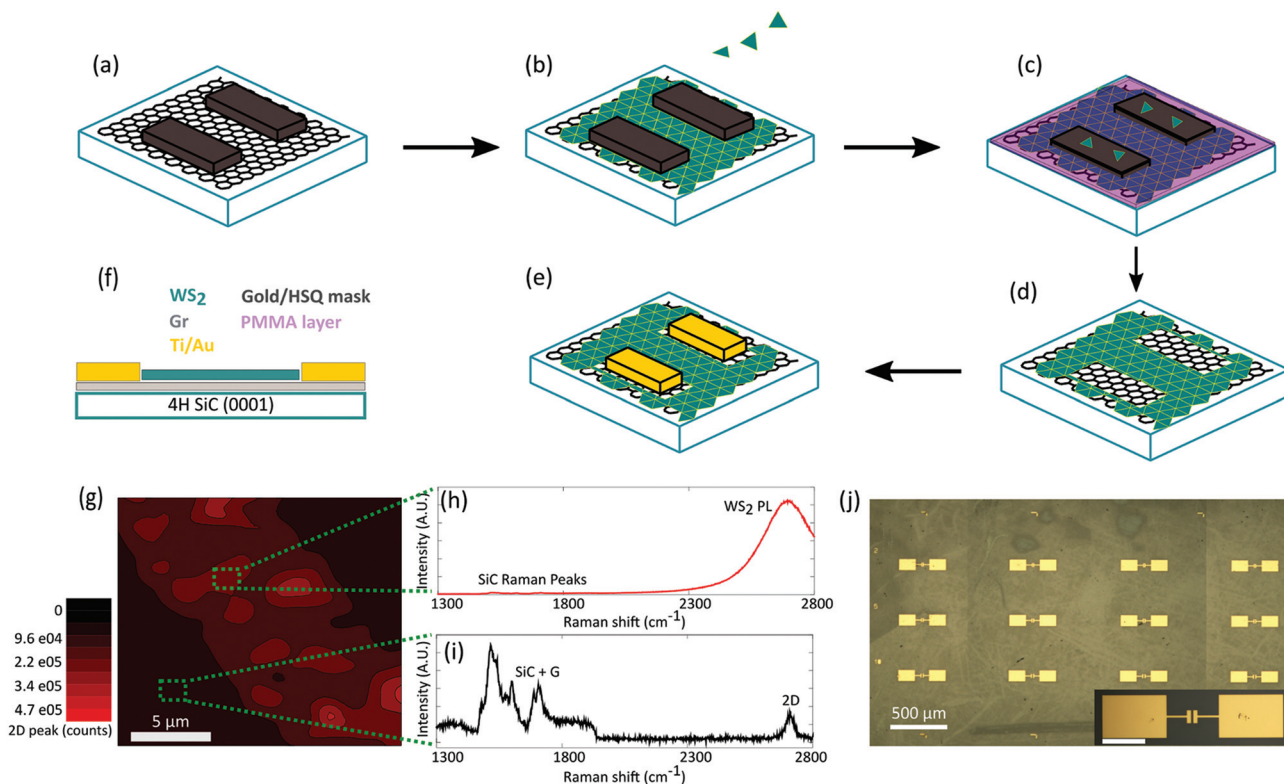 (a)
(b)
(c)
(f)
WS2 Gold/HSQ mask
Gr PMMA layer
Ti/Au
4H SiC (0001)
(e)
(d)
(g)
0
9.6 e04
2.2 e05
3.4 e05
4.7 e05
2D peak (counts)
5 μm
(h)
Intensity (A.U.)
WS2 PL
SiC Raman Peaks
1300 1800 2300 2800
Raman shift (cm-1)
(i)
Intensity (A.U.)
SiC + G
2D
1300 1800 2300 2800
Raman shift (cm-1)
(j)
2
5
500 μm